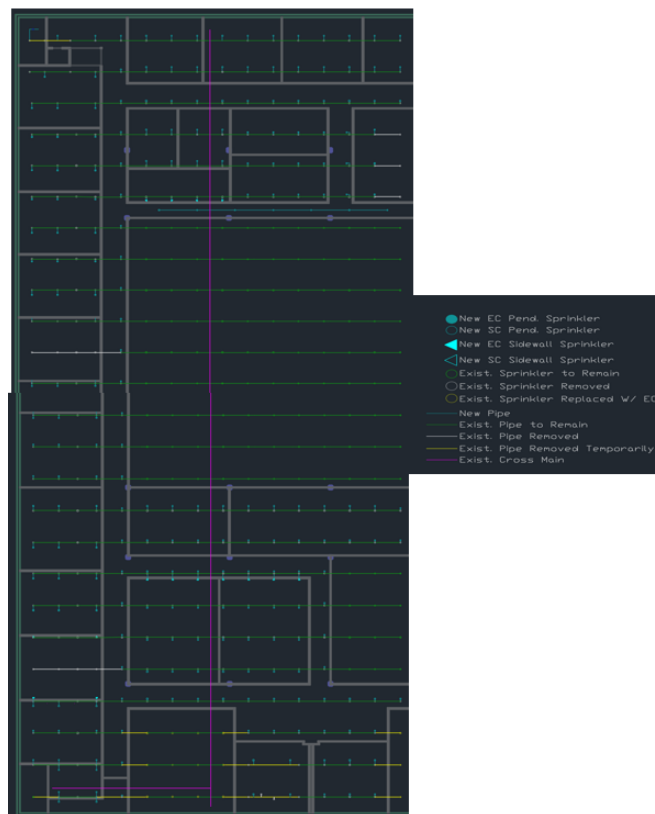 New EC Pend. Sprinkler
New SC Pend. Sprinkler
New EC Sidewall Sprinkler
New SC Sidewall Sprinkler
Exist. Sprinkler to Remain
Exist. Sprinkler Removed
Exist. Sprinkler Replaced W/ EC
New Pipe
Exist. Pipe to Remain
Exist. Pipe Removed
Exist. Pipe Removed Temporarily
Exist. Cross Main